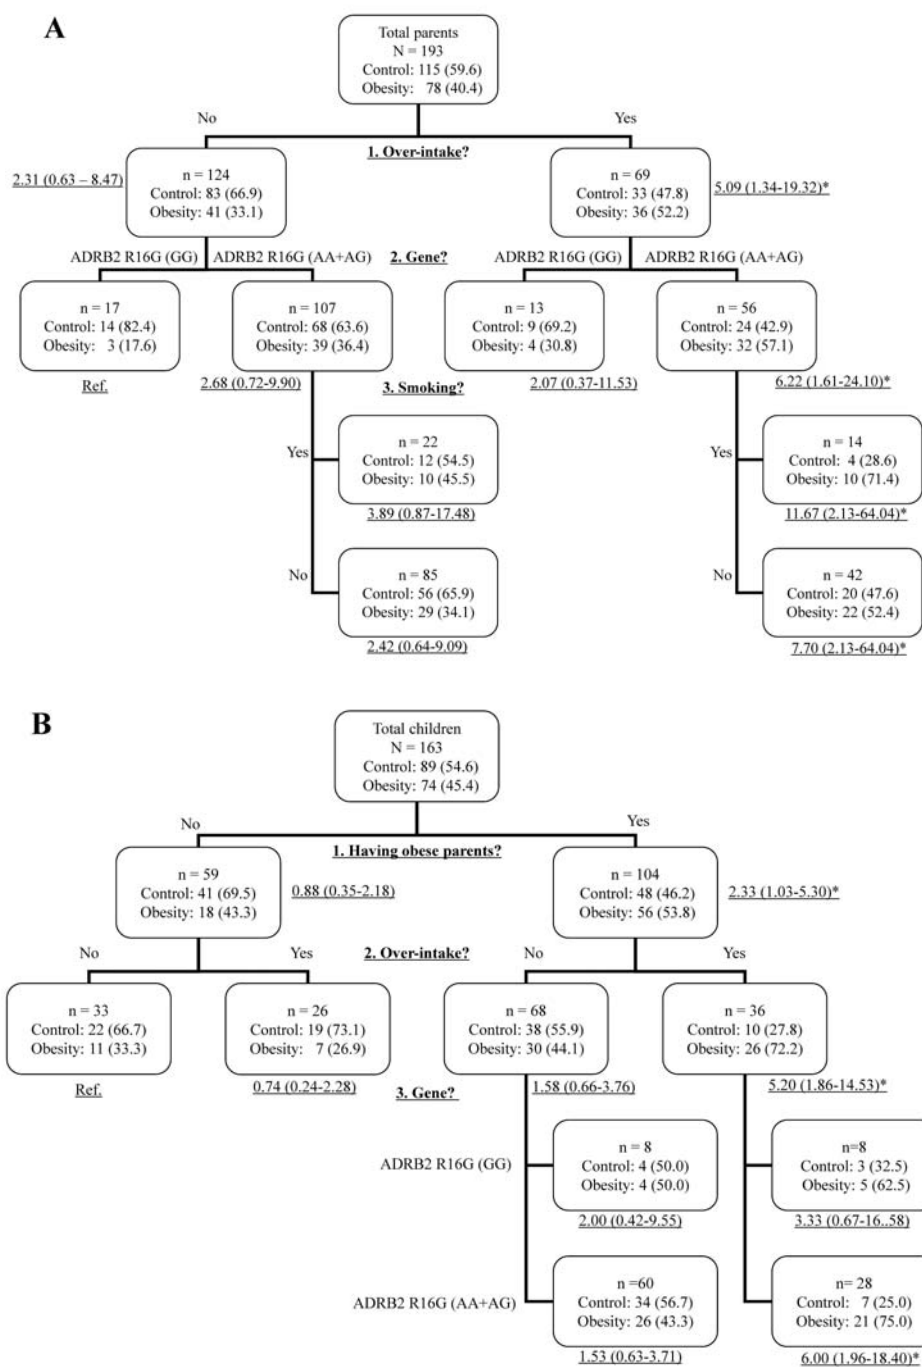 A
Total parents
N = 193
Control: 115 (59.6)
Obesity: 78 (40.4)
No
Yes
1. Over-intake?
2.31 (0.63 – 8.47)
n = 124
Control: 83 (66.9)
Obesity: 41 (33.1)
n = 69
Control: 33 (47.8)
Obesity: 36 (52.2)
5.09 (1.34-19.32)*
ADRB2 R16G (GG)
ADRB2 R16G (AA+AG)
2. Gene?
ADRB2 R16G (GG)
ADRB2 R16G (AA+AG)
n = 17
Control: 14 (82.4)
Obesity: 3 (17.6)
Ref.
n = 107
Control: 68 (63.6)
Obesity: 39 (36.4)
2.68 (0.72-9.90)
n = 13
Control: 9 (69.2)
Obesity: 4 (30.8)
2.07 (0.37-11.53)
n = 56
Control: 24 (42.9)
Obesity: 32 (57.1)
6.22 (1.61-24.10)*
3. Smoking?
Yes
n = 22
Control: 12 (54.5)
Obesity: 10 (45.5)
3.89 (0.87-17.48)
Yes
n = 14
Control: 4 (28.6)
Obesity: 10 (71.4)
11.67 (2.13-64.04)*
No
n = 85
Control: 56 (65.9)
Obesity: 29 (34.1)
2.42 (0.64-9.09)
No
n = 42
Control: 20 (47.6)
Obesity: 22 (52.4)
7.70 (2.13-64.04)*
B
Total children
N = 163
Control: 89 (54.6)
Obesity: 74 (45.4)
No
Yes
1. Having obese parents?
n = 59
Control: 41 (69.5)
Obesity: 18 (43.3)
0.88 (0.35-2.18)
n = 104
Control: 48 (46.2)
Obesity: 56 (53.8)
2.33 (1.03-5.30)*
No
Yes
2. Over-intake?
No
Yes
n = 33
Control: 22 (66.7)
Obesity: 11 (33.3)
Ref.
n = 26
Control: 19 (73.1)
Obesity: 7 (26.9)
0.74 (0.24-2.28)
n = 68
Control: 38 (55.9)
Obesity: 30 (44.1)
1.58 (0.66-3.76)
n = 36
Control: 10 (27.8)
Obesity: 26 (72.2)
5.20 (1.86-14.53)*
3. Gene?
ADRB2 R16G (GG)
n = 8
Control: 4 (50.0)
Obesity: 4 (50.0)
2.00 (0.42-9.55)
n=8
Control: 3 (32.5)
Obesity: 5 (62.5)
3.33 (0.67-16..58)
ADRB2 R16G (AA+AG)
n =60
Control: 34 (56.7)
Obesity: 26 (43.3)
1.53 (0.63-3.71)
n= 28
Control: 7 (25.0)
Obesity: 21 (75.0)
6.00 (1.96-18.40)*